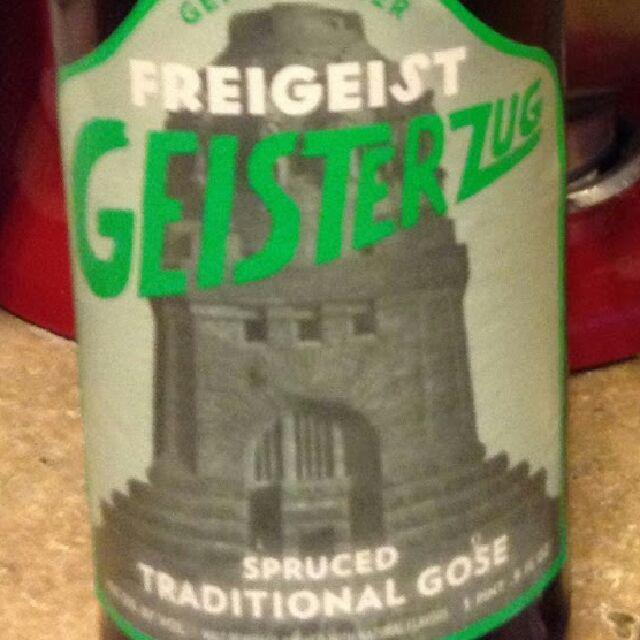 FREIGEIST
GEISTERZUG
SPRUCED
TRADITIONAL GOSE